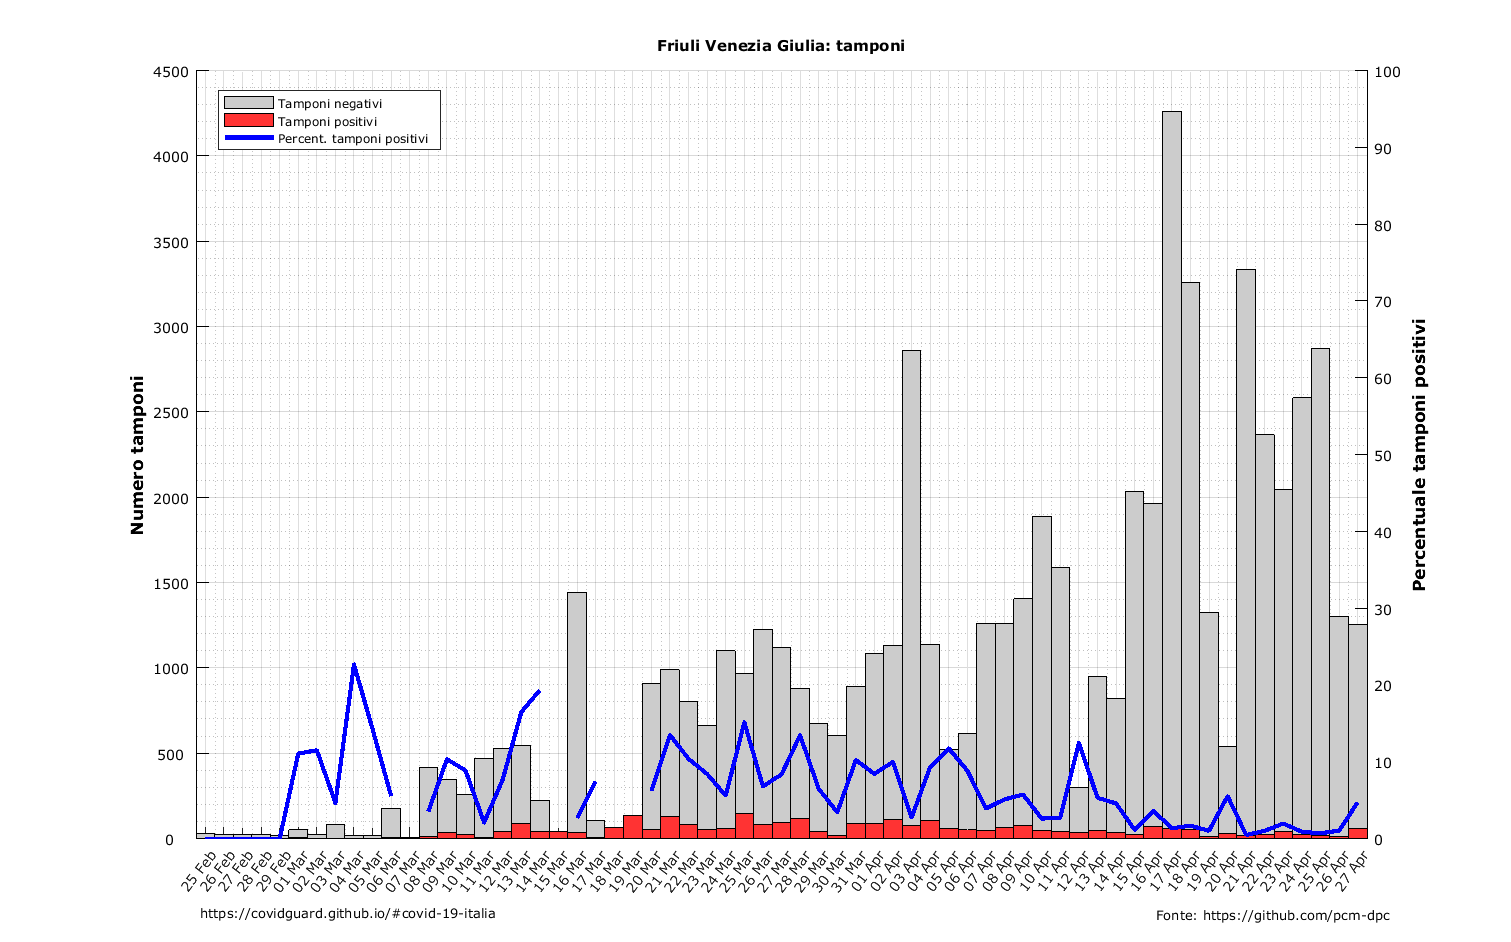 Friuli Venezia Giulia: tamponi
Tamponi negativi
Tamponi positivi
Percent. tamponi positivi
Numero tamponi
4500
4000
3500
3000
2500
2000
1500
1000
500
0
Percentuale tamponi positivi
100
90
80
70
60
50
40
30
20
10
0
25 Feb
26 Feb
27 Feb
28 Feb
29 Feb
01 Mar
02 Mar
03 Mar
04 Mar
05 Mar
06 Mar
07 Mar
08 Mar
09 Mar
10 Mar
11 Mar
12 Mar
13 Mar
14 Mar
15 Mar
16 Mar
17 Mar
18 Mar
19 Mar
20 Mar
21 Mar
22 Mar
23 Mar
24 Mar
25 Mar
26 Mar
27 Mar
28 Mar
29 Mar
30 Mar
31 Mar
01 Apr
02 Apr
03 Apr
04 Apr
05 Apr
06 Apr
07 Apr
08 Apr
09 Apr
10 Apr
11 Apr
12 Apr
13 Apr
14 Apr
15 Apr
16 Apr
17 Apr
18 Apr
19 Apr
20 Apr
21 Apr
22 Apr
23 Apr
24 Apr
25 Apr
26 Apr
27 Apr
https://covidguard.github.io/#covid-19-italia
Fonte: https://github.com/pcm-dpc